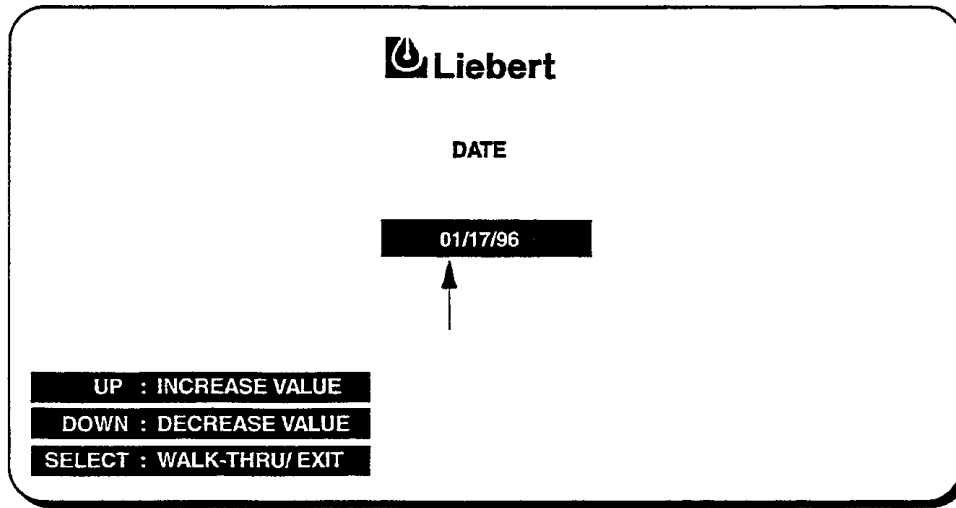 Liebert
DATE
01/17/96
UP : INCREASE VALUE
DOWN : DECREASE VALUE
SELECT : WALK-THRU/ EXIT